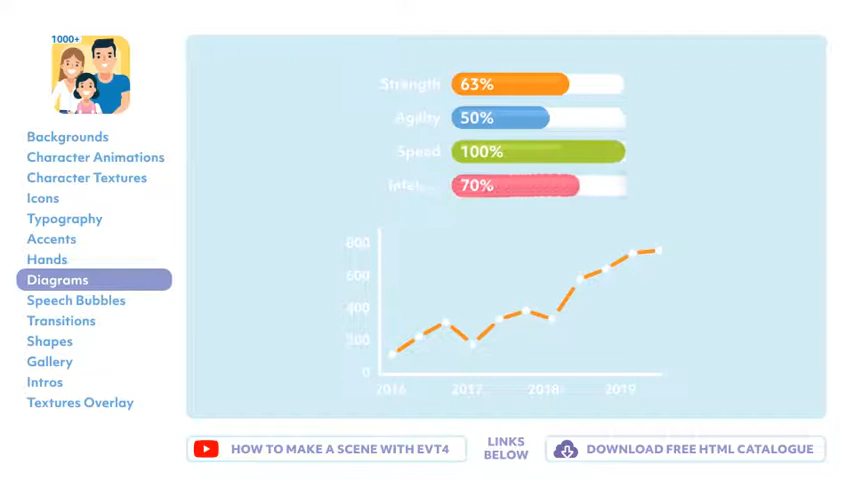 1000+
Backgrounds
Character Animations
Character Textures
Icons
Typography
Accents
Hands
Diagrams
Speech Bubbles
Transitions
Shapes
Gallery
Intros
Textures Overlay
Strength 63%
Agility 50%
Speed 100%
Intel... 70%
800
600
400
200
0
2016 2017 2018 2019
HOW TO MAKE A SCENE WITH EVT4
LINKS
BELOW
DOWNLOAD FREE HTML CATALOGUE